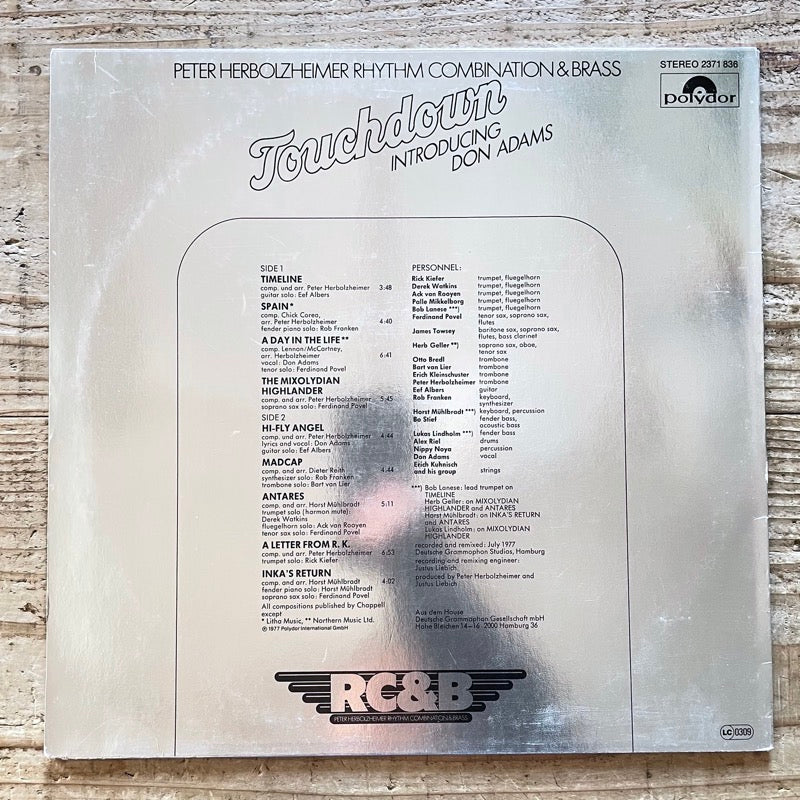 PETER HERBOLZHEIMER RHYTHM COMBINATION & BRASS
STEREO 2371 836
polydor
Touchdown
INTRODUCING
DON ADAMS
SIDE 1
TIMELINE
comp. und arr. Peter Herbolzheimer 3:48
guitar solo: Eef Albers
SPAIN*
comp. Chick Corea,
arr. Peter Herbolzheimer 4:40
fender piano solo: Rob Franken
A DAY IN THE LIFE**
comp. Lennon/McCartney,
arr. Herbolzheimer 6:41
vocal: Don Adams
tenor solo: Ferdinand Povel
THE MIXOLYDIAN
HIGHLANDER
comp. and arr. Peter Herbolzheimer 5:45
soprano sax solo: Ferdinand Povel
SIDE 2
HI-FLY ANGEL
comp. und arr. Peter Herbolzheimer 4:44
lyrics and vocal: Don Adams
guitar solo: Eef Albers
MADCAP
comp. and arr. Dieter Reith 4:44
synthesizer solo: Rob Franken
trombone solo: Bart van Lier
ANTARES
comp. and arr. Horst Mühlbradt 5:11
trumpet solo (harmon mute):
Derek Watkins
fluegelhorn solo: Ack van Rooyen
tenor sax solo: Ferdinand Povel
A LETTER FROM R. K.
comp. und arr. Peter Herbolzheimer 6:53
trumpet solo: Rick Kiefer
INKA'S RETURN
comp. and arr. Horst Mühlbradt 4:02
fender piano solo: Horst Mühlbradt
soprano sax solo: Ferdinand Povel
All compositions published by Chappell
except
* Litha Music, ** Northern Music Ltd.
℗ 1977 Polydor International GmbH
PERSONNEL:
Rick Kiefer trumpet, fluegelhorn
Derek Watkins trumpet, fluegelhorn
Ack van Rooyen trumpet, fluegelhorn
Palle Mikkelborg trumpet, fluegelhorn
Bob Lanese ***) trumpet, fluegelhorn
Ferdinand Povel tenor sax, soprano sax,
flutes
James Towsey baritone sax, soprano sax,
flutes, bass clarinet
Herb Geller **) soprano sax, oboe,
tenor sax
Otto Bredl trombone
Bart van Lier trombone
Erich Kleinschuster trombone
Peter Herbolzheimer trombone
Eef Albers guitar
Rob Franken keyboard,
synthesizer
Horst Mühlbradt ***) keyboard, percussion
Bo Stief fender bass,
acoustic bass
Lukas Lindholm ***) fender bass
Alex Riel drums
Nippy Noya percussion
Don Adams vocal
Erich Kuhnisch
and his group strings
***) Bob Lanese: lead trumpet on
TIMELINE
Herb Geller: on MIXOLYDIAN
HIGHLANDER and ANTARES
Horst Mühlbradt: on INKA'S RETURN
and ANTARES
Lukas Lindholm: on MIXOLYDIAN
HIGHLANDER
recorded and remixed: July 1977
Deutsche Grammophon Studios, Hamburg
recording and remixing engineer:
Justus Liebich.
produced by Peter Herbolzheimer and
Justus Liebich.
Aus dem Hause
Deutsche Grammophon Gesellschaft mbH
Hohe Bleichen 14-16 · 2000 Hamburg 36
RC&B
PETER HERBOLZHEIMER RHYTHM COMBINATION & BRASS
LC 0309